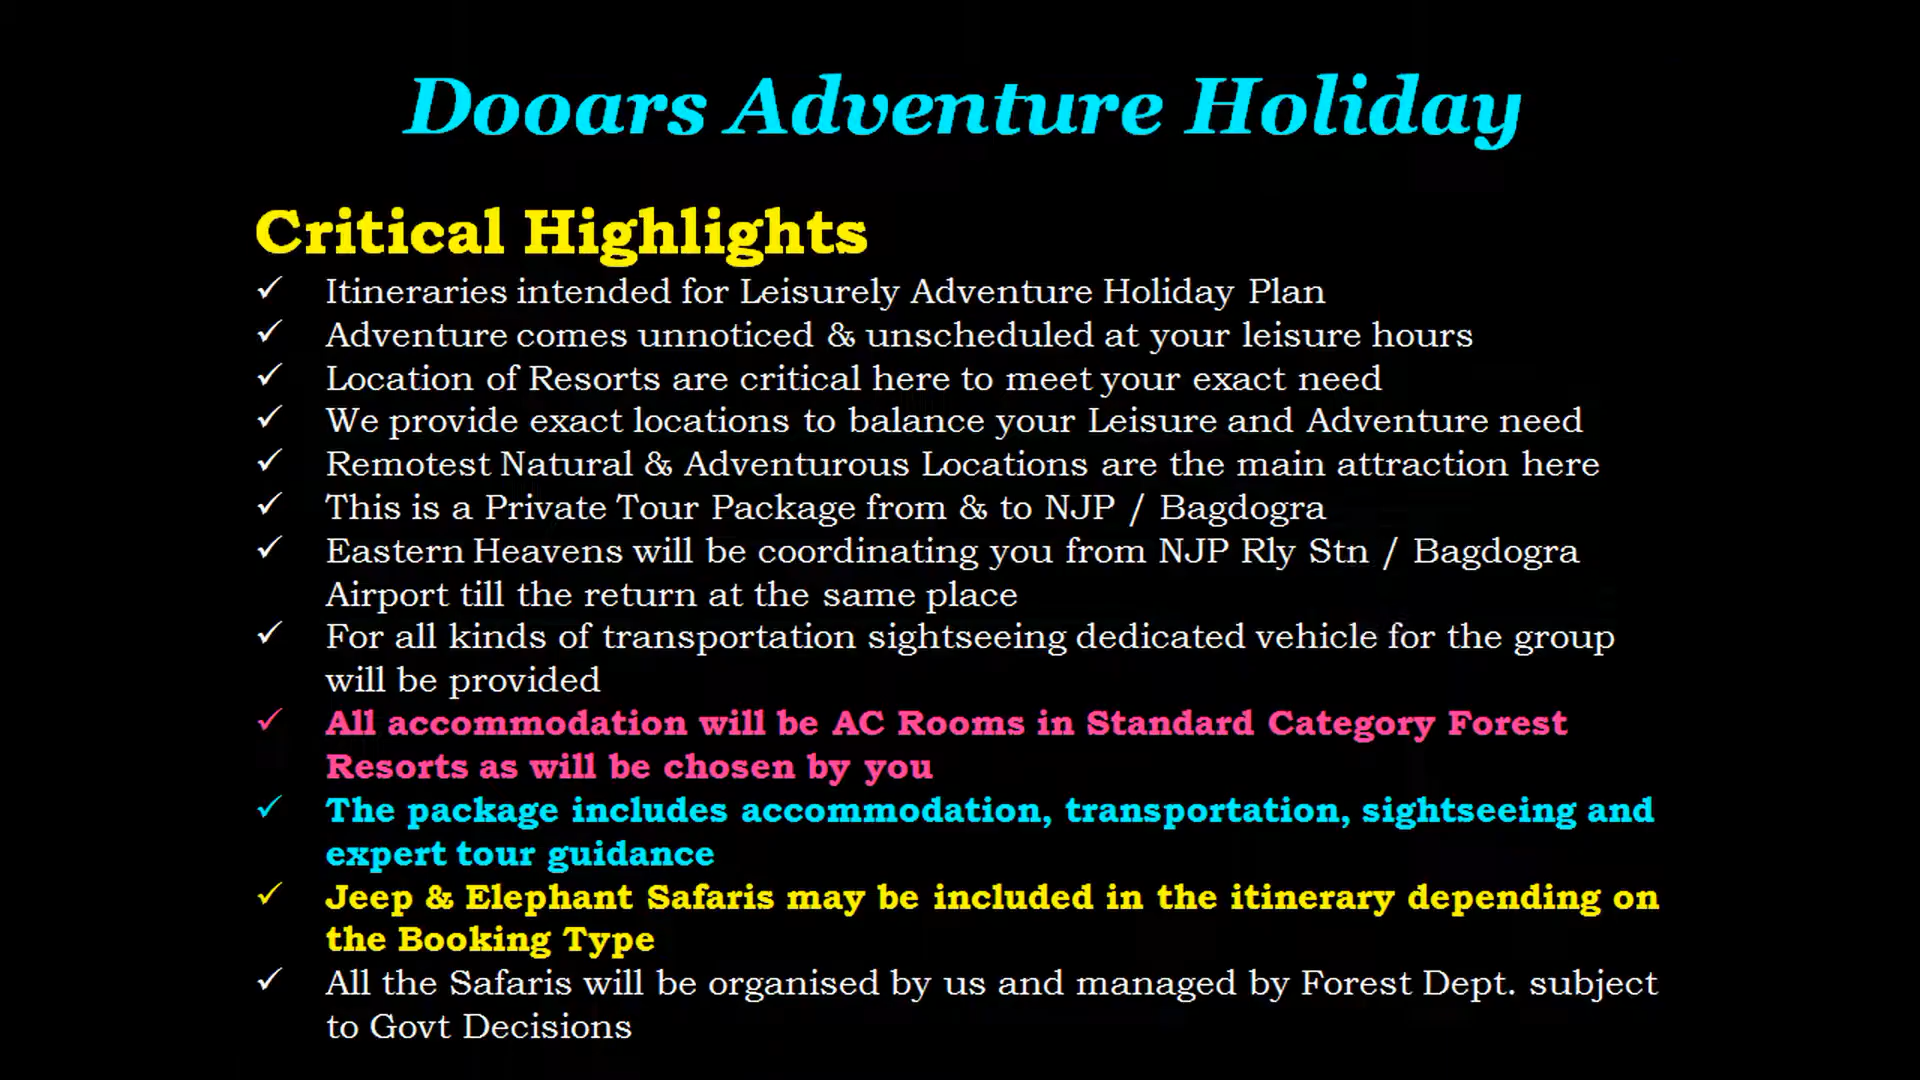 Dooars Adventure Holiday
Critical Highlights
✓ Itineraries intended for Leisurely Adventure Holiday Plan
✓ Adventure comes unnoticed & unscheduled at your leisure hours
✓ Location of Resorts are critical here to meet your exact need
✓ We provide exact locations to balance your Leisure and Adventure need
✓ Remotest Natural & Adventurous Locations are the main attraction here
✓ This is a Private Tour Package from & to NJP / Bagdogra
✓ Eastern Heavens will be coordinating you from NJP Rly Stn / Bagdogra
Airport till the return at the same place
✓ For all kinds of transportation sightseeing dedicated vehicle for the group
will be provided
✓ All accommodation will be AC Rooms in Standard Category Forest
Resorts as will be chosen by you
✓ The package includes accommodation, transportation, sightseeing and
expert tour guidance
✓ Jeep & Elephant Safaris may be included in the itinerary depending on
the Booking Type
✓ All the Safaris will be organised by us and managed by Forest Dept. subject
to Govt Decisions